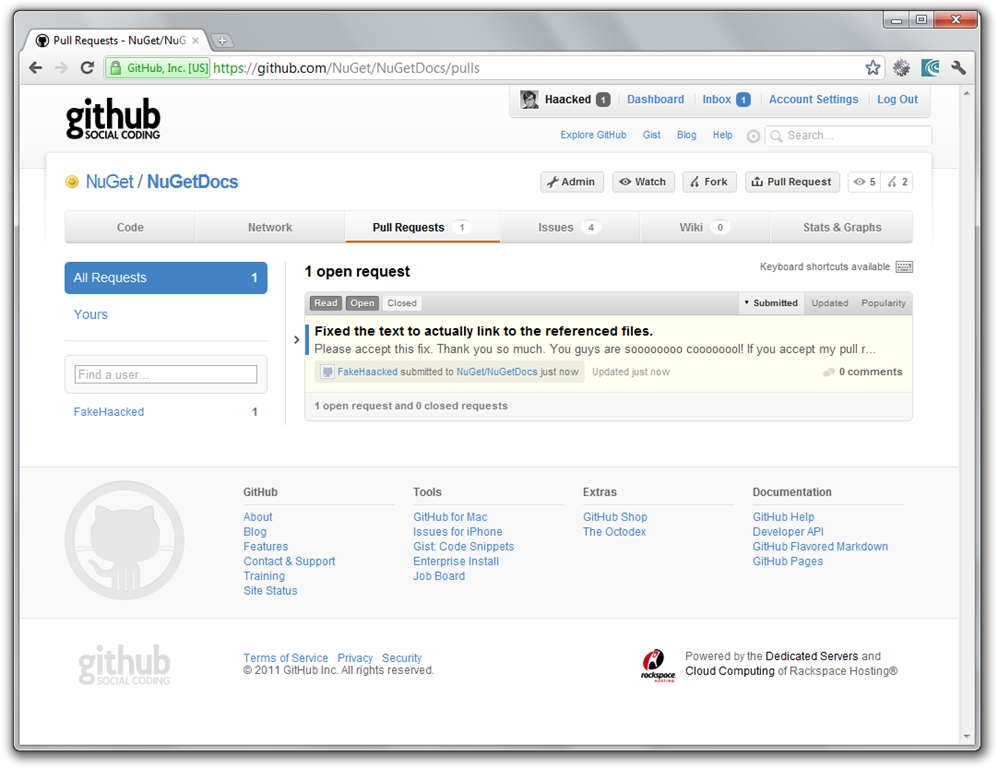 Pull Requests - NuGet/NuG
GitHub, Inc. [US] https://github.com/NuGet/NuGetDocs/pulls
github
SOCIAL CODING
Haacked 1 Dashboard Inbox 1 Account Settings Log Out
Explore GitHub Gist Blog Help Search...
NuGet / NuGetDocs
Admin Watch Fork Pull Request 5 2
Code Network Pull Requests 1 Issues 4 Wiki 0 Stats & Graphs
All Requests 1
Yours
Find a user...
FakeHaacked 1
1 open request
Keyboard shortcuts available
Read Open Closed Submitted Updated Popularity
Fixed the text to actually link to the referenced files.
Please accept this fix. Thank you so much. You guys are soooooooo coooooool! If you accept my pull r...
FakeHaacked submitted to NuGet/NuGetDocs just now Updated just now 0 comments
1 open request and 0 closed requests
GitHub
About
Blog
Features
Contact & Support
Training
Site Status
Tools
GitHub for Mac
Issues for iPhone
Gist: Code Snippets
Enterprise Install
Job Board
Extras
GitHub Shop
The Octodex
Documentation
GitHub Help
Developer API
GitHub Flavored Markdown
GitHub Pages
github
SOCIAL CODING
Terms of Service Privacy Security
© 2011 GitHub Inc. All rights reserved.
rackspace
HOSTING
Powered by the Dedicated Servers and
Cloud Computing of Rackspace Hosting®